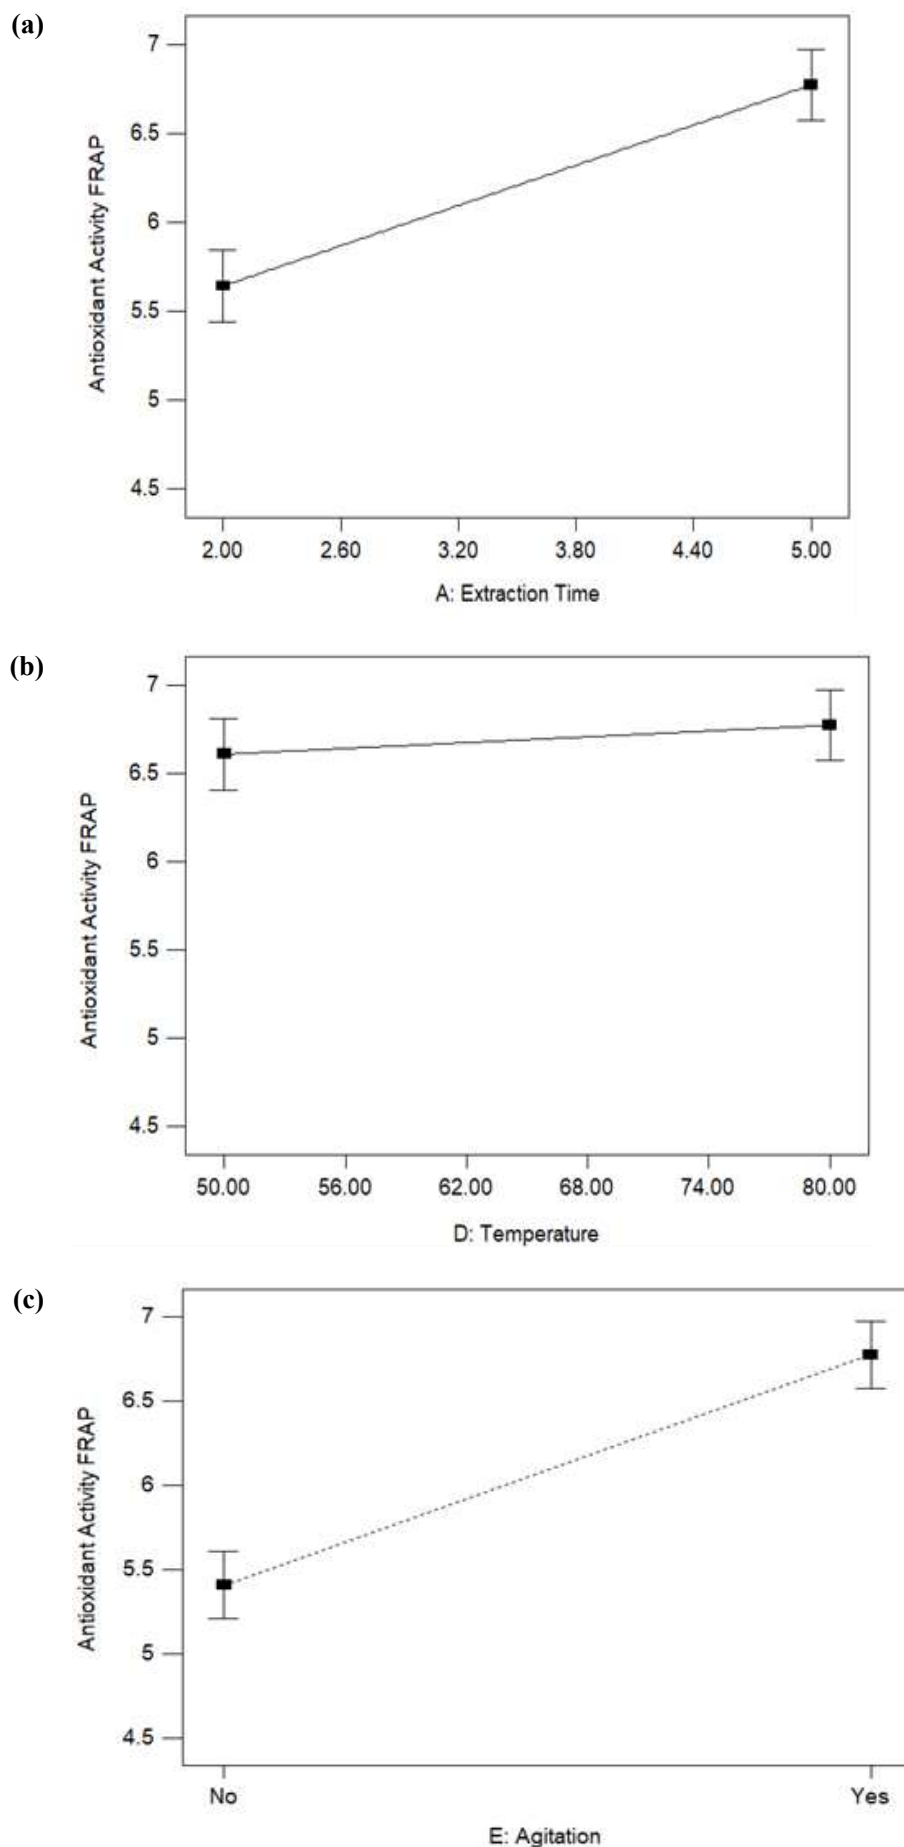 (a)
Antioxidant Activity FRAP
7
6.5
6
5.5
5
4.5
2.00 2.60 3.20 3.80 4.40 5.00
A: Extraction Time
(b)
Antioxidant Activity FRAP
7
6.5
6
5.5
5
4.5
50.00 56.00 62.00 68.00 74.00 80.00
D: Temperature
(c)
Antioxidant Activity FRAP
7
6.5
6
5.5
5
4.5
No Yes
E: Agitation